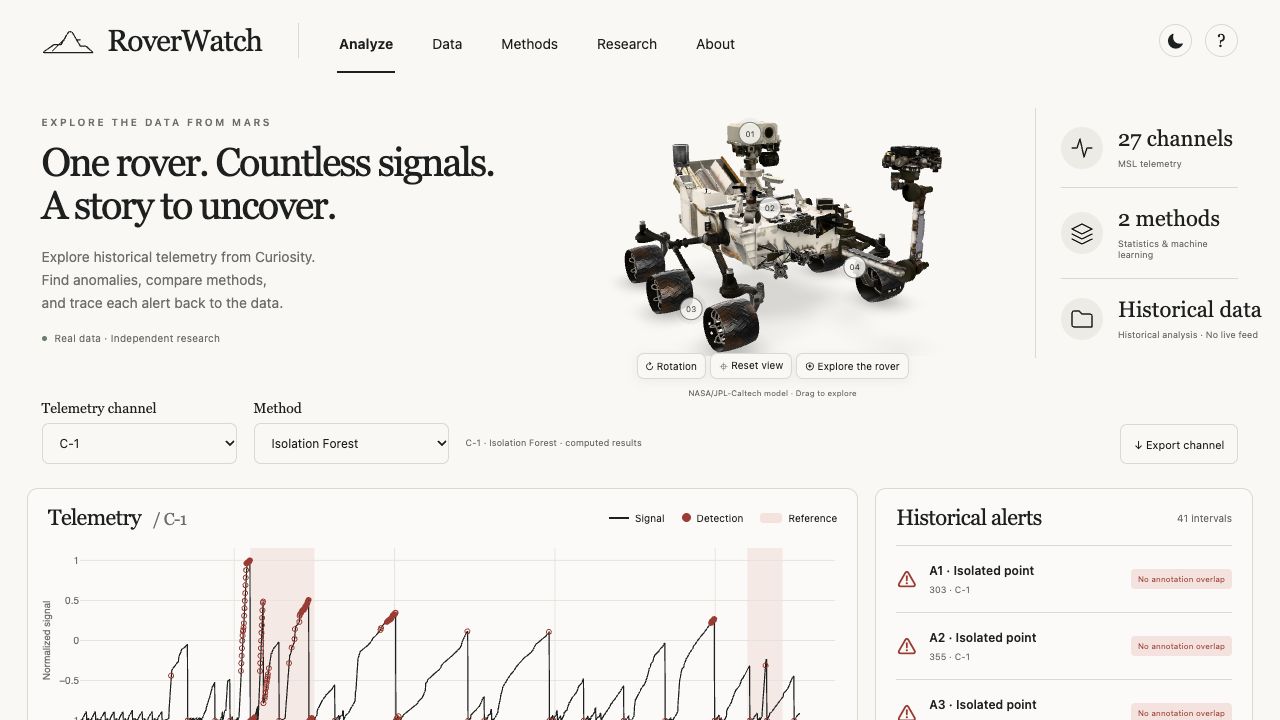 RoverWatch
Analyze
Data
Methods
Research
About
?
EXPLORE THE DATA FROM MARS
One rover. Countless signals.
A story to uncover.
Explore historical telemetry from Curiosity.
Find anomalies, compare methods,
and trace each alert back to the data.
Real data · Independent research
01
02
03
04
Rotation
Reset view
Explore the rover
NASA/JPL-Caltech model · Drag to explore
27 channels
MSL telemetry
2 methods
Statistics & machine
learning
Historical data
Historical analysis · No live feed
Telemetry channel
C-1
Method
Isolation Forest
C-1 · Isolation Forest · computed results
↓ Export channel
Telemetry / C-1
Signal
Detection
Reference
Normalized signal
1
0.5
0
−0.5
−1
Historical alerts
41 intervals
A1 · Isolated point
303 · C-1
No annotation overlap
A2 · Isolated point
355 · C-1
No annotation overlap
A3 · Isolated point
No annotation overlap